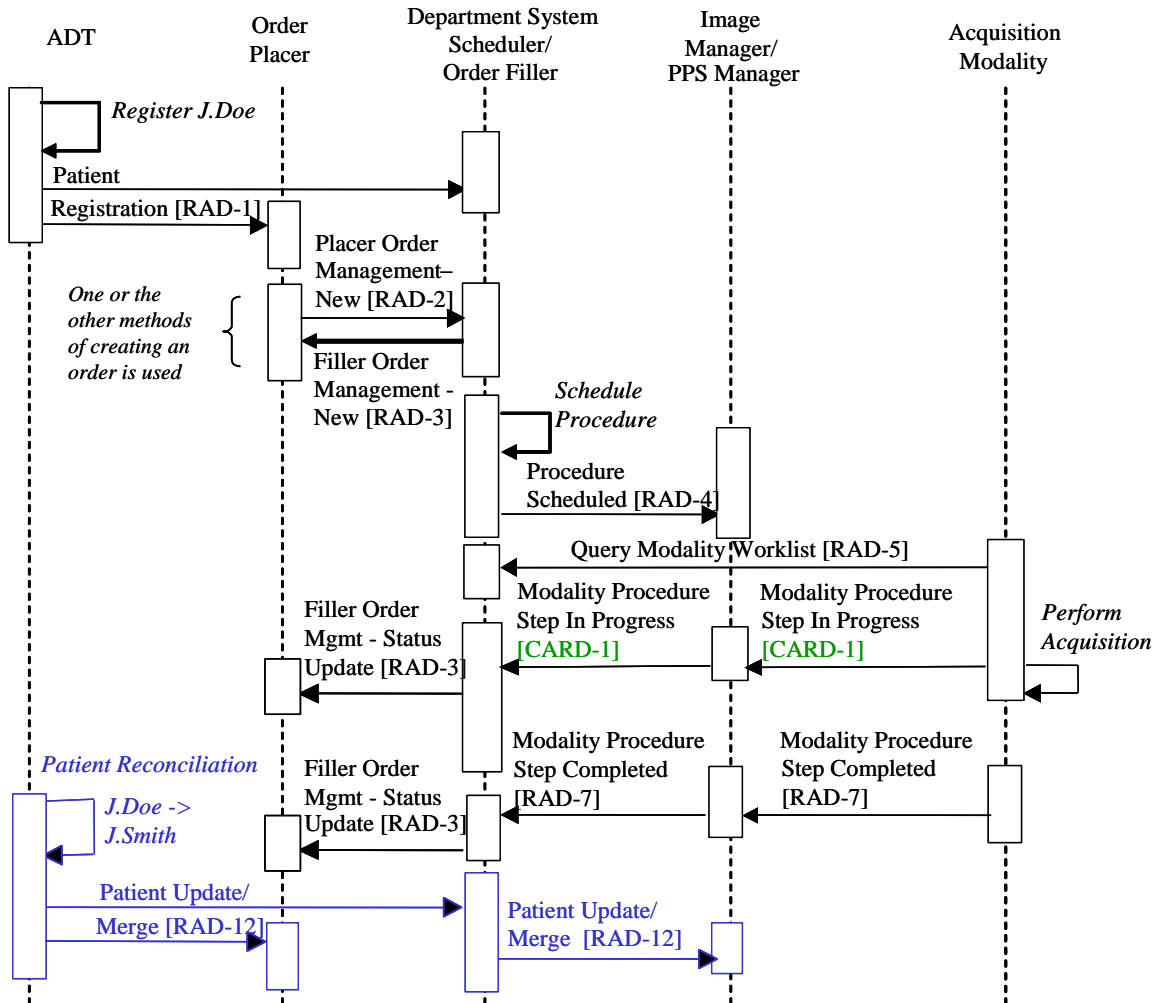 ADT
Order
Placer
Department System
Scheduler/
Order Filler
Image
Manager/
PPS Manager
Acquisition
Modality
Register J.Doe
Patient
Registration [RAD-1]
Placer Order
Management–
New [RAD-2]
One or the
other methods
of creating an
order is used
Filler Order
Management -
New [RAD-3]
Schedule
Procedure
Procedure
Scheduled [RAD-4]
Query Modality Worklist [RAD-5]
Modality Procedure
Step In Progress
[CARD-1]
Modality Procedure
Step In Progress
[CARD-1]
Perform
Acquisition
Filler Order
Mgmt - Status
Update [RAD-3]
Modality Procedure
Step Completed
[RAD-7]
Modality Procedure
Step Completed
[RAD-7]
Filler Order
Mgmt - Status
Update [RAD-3]
Patient Reconciliation
J.Doe ->
J.Smith
Patient Update/
Merge [RAD-12]
Patient Update/
Merge [RAD-12]